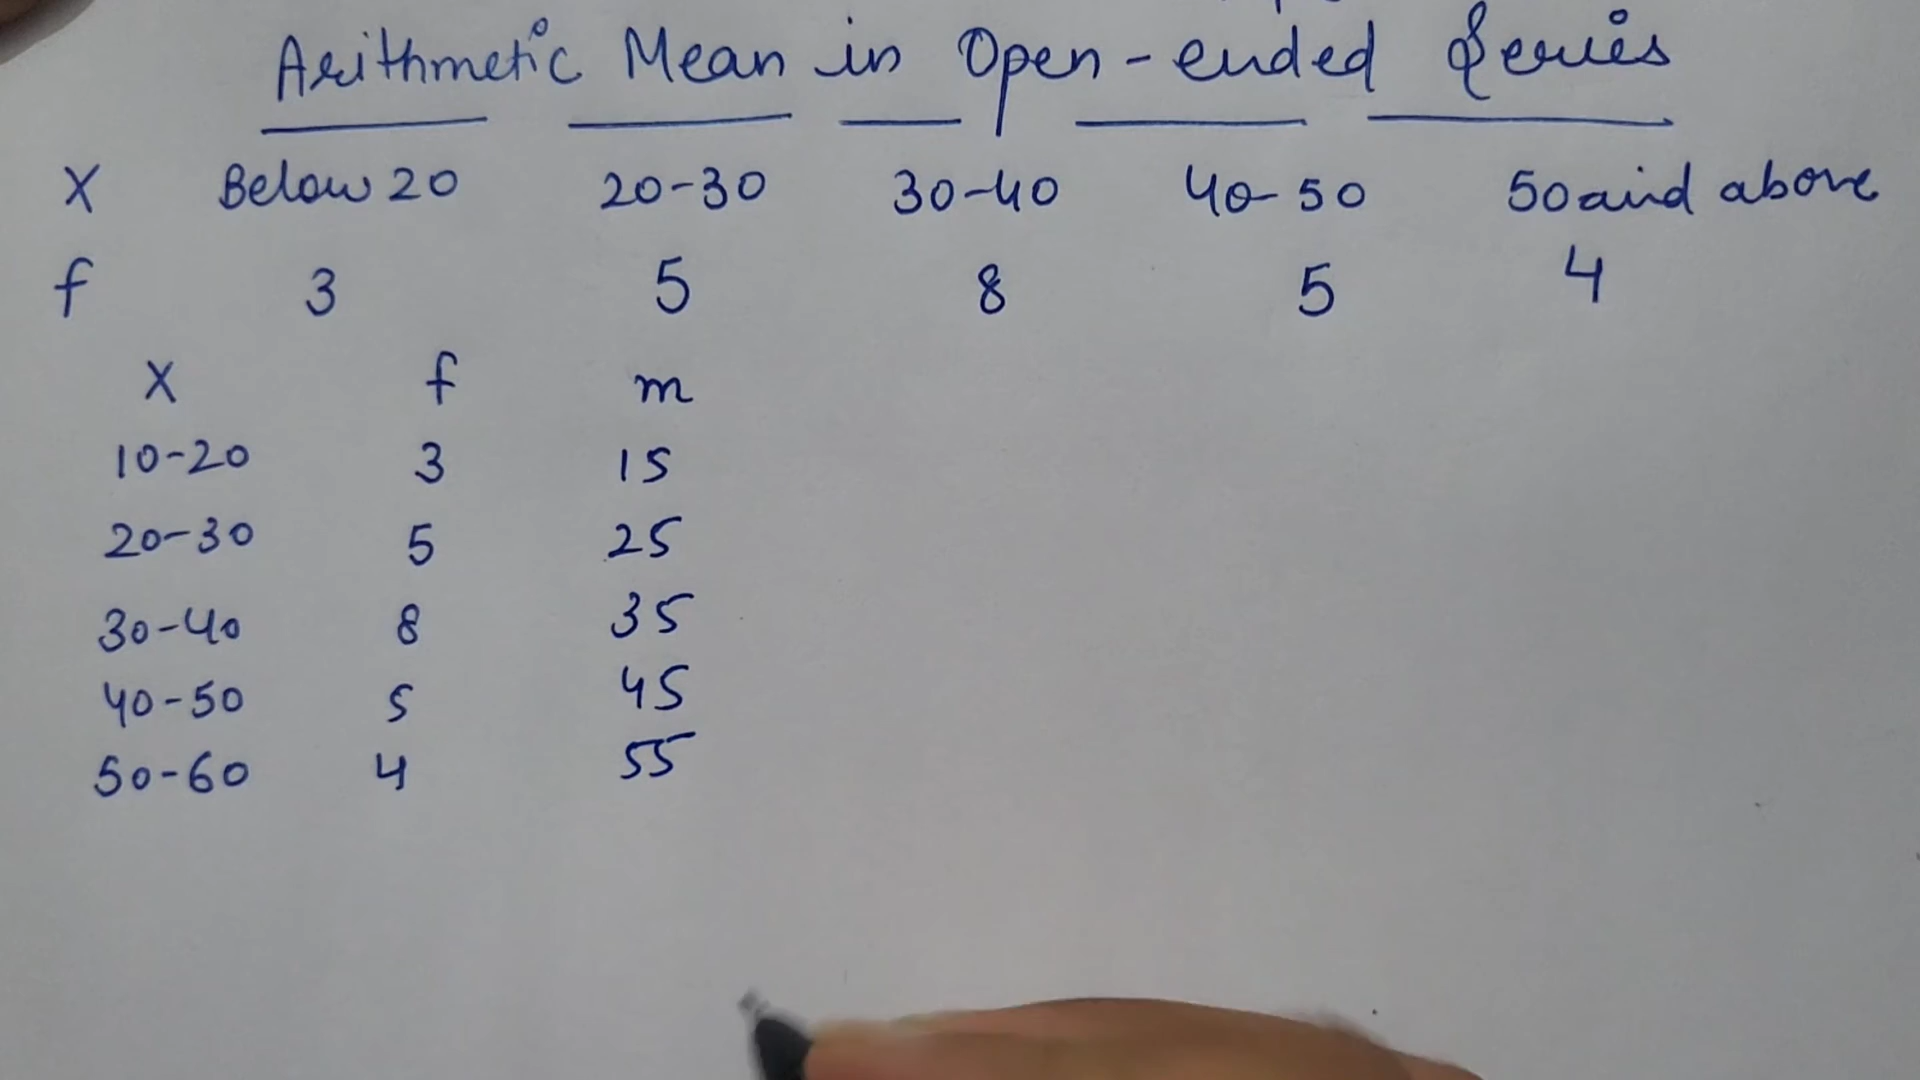 Arithmetic Mean in Open-ended Series
X Below 20 20-30 30-40 40-50 50 and above
f 3 5 8 5 4
X f m
10-20 3 15
20-30 5 25
30-40 8 35
40-50 5 45
50-60 4 55